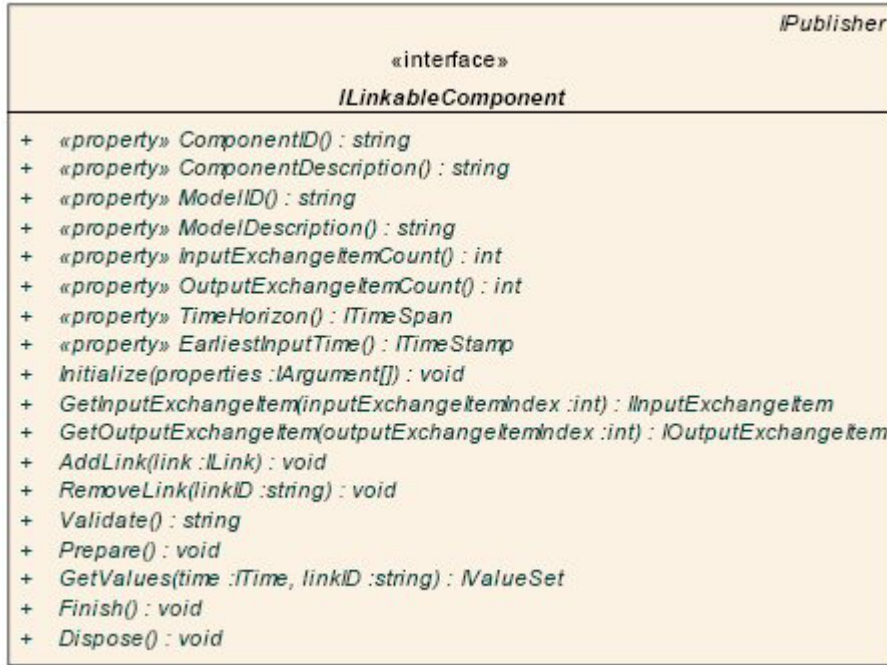 IPublisher
«interface»
ILinkableComponent
+ «property» ComponentID() : string
+ «property» ComponentDescription() : string
+ «property» ModelID() : string
+ «property» ModelDescription() : string
+ «property» InputExchangeItemCount() : int
+ «property» OutputExchangeItemCount() : int
+ «property» TimeHorizon() : ITimeSpan
+ «property» EarliestInputTime() : ITimeStamp
+ Initialize(properties :IArgument[]) : void
+ GetInputExchangeItem(inputExchangeItemIndex :int) : IInputExchangeItem
+ GetOutputExchangeItem(outputExchangeItemIndex :int) : IOutputExchangeItem
+ AddLink(link :ILink) : void
+ RemoveLink(linkID :string) : void
+ Validate() : string
+ Prepare() : void
+ GetValues(time :ITime, linkID :string) : IValueSet
+ Finish() : void
+ Dispose() : void